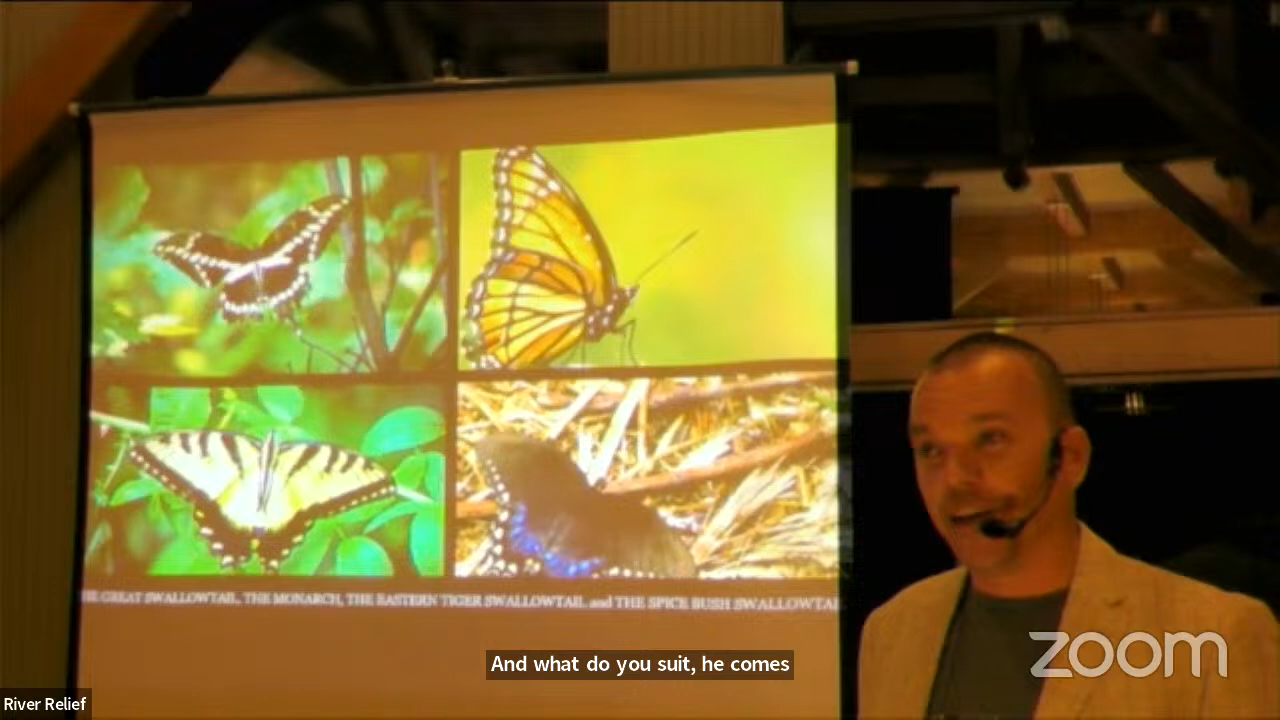 HE GREAT SWALLOWTAIL, THE MONARCH, THE EASTERN TIGER SWALLOWTAIL and THE SPICE BUSH SWALLOWTAI
And what do you suit, he comes
zoom
River Relief